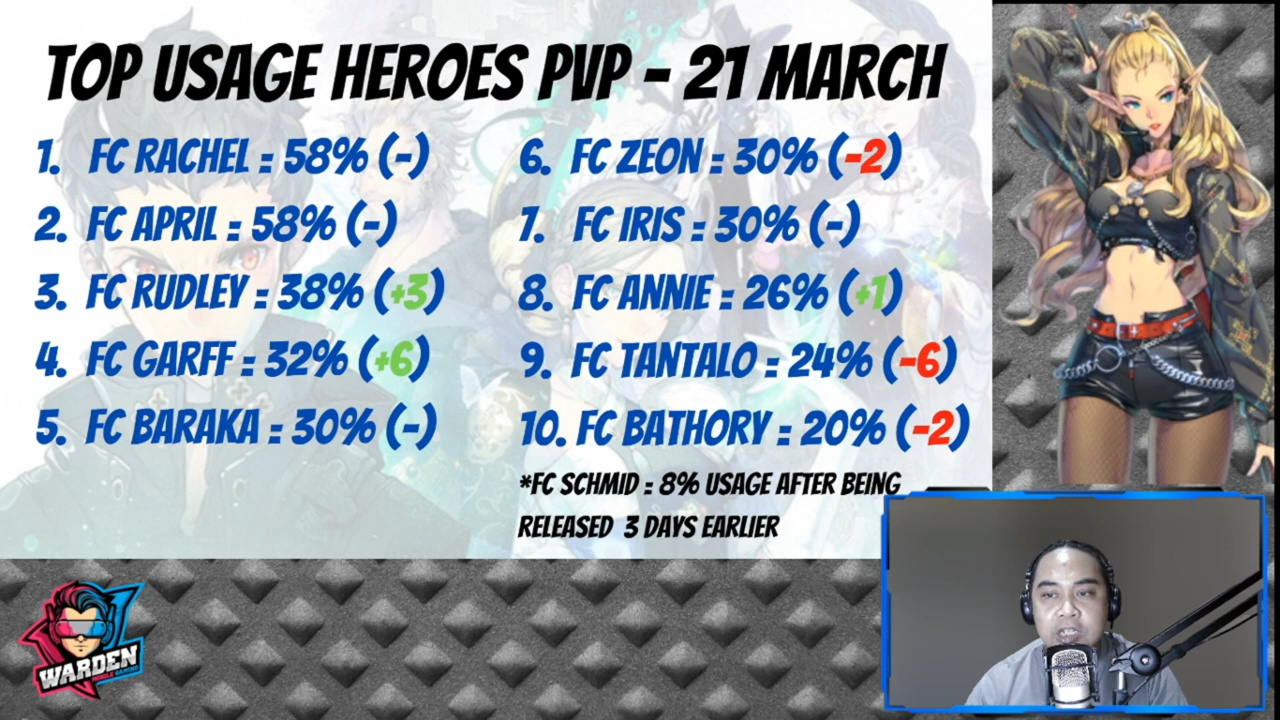 TOP USAGE HEROES PVP - 21 MARCH
1. FC RACHEL = 58% (-)
2. FC APRIL = 58% (-)
3. FC RUDLEY = 38% (+3)
4. FC GARFF = 32% (+6)
5. FC BARAKA = 30% (-)
6. FC ZEON = 30% (-2)
7. FC IRIS = 30% (-)
8. FC ANNIE = 26% (+1)
9. FC TANTALO = 24% (-6)
10. FC BATHORY = 20% (-2)
*FC SCHMID = 8% USAGE AFTER BEING
RELEASED 3 DAYS EARLIER
WARDEN
MOBILE GAMING